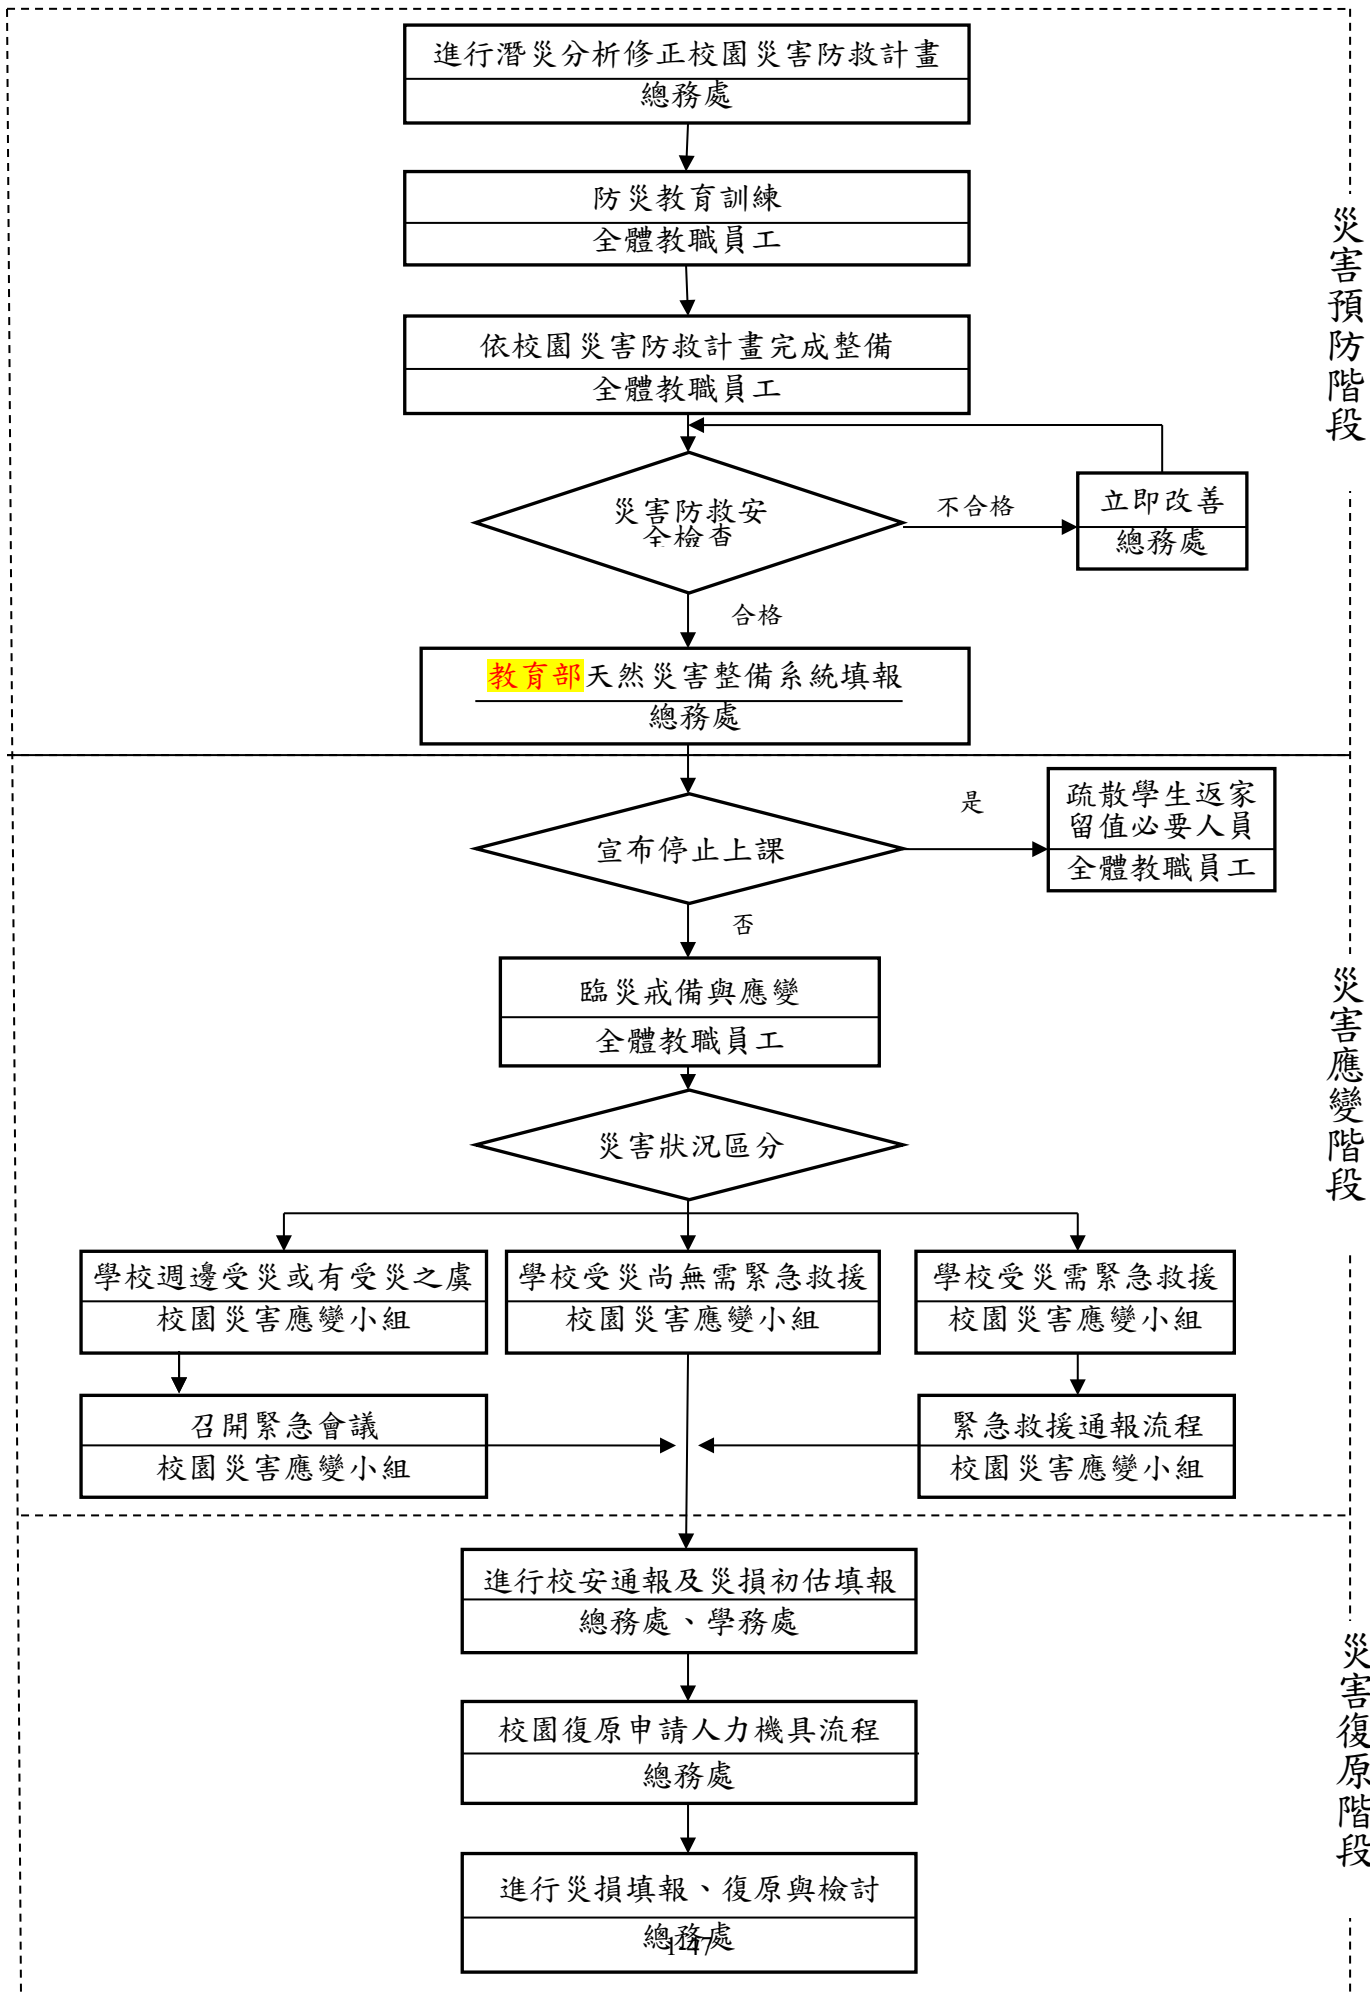 進行潛災分析修正校園災害防救計畫
總務處
防災教育訓練
全體教職員工
依校園災害防救計畫完成整備
全體教職員工
災害防救安
全檢查
不合格
立即改善
總務處
合格
教育部天然災害整備系統填報
總務處
災害預防階段
宣布停止上課
是
疏散學生返家
留值必要人員
全體教職員工
否
臨災戒備與應變
全體教職員工
災害狀況區分
學校週邊受災或有受災之虞
校園災害應變小組
學校受災尚無需緊急救援
校園災害應變小組
學校受災需緊急救援
校園災害應變小組
召開緊急會議
校園災害應變小組
緊急救援通報流程
校園災害應變小組
災害應變階段
進行校安通報及災損初估填報
總務處、學務處
校園復原申請人力機具流程
總務處
進行災損填報、復原與檢討
總務處
1-47
災害復原階段